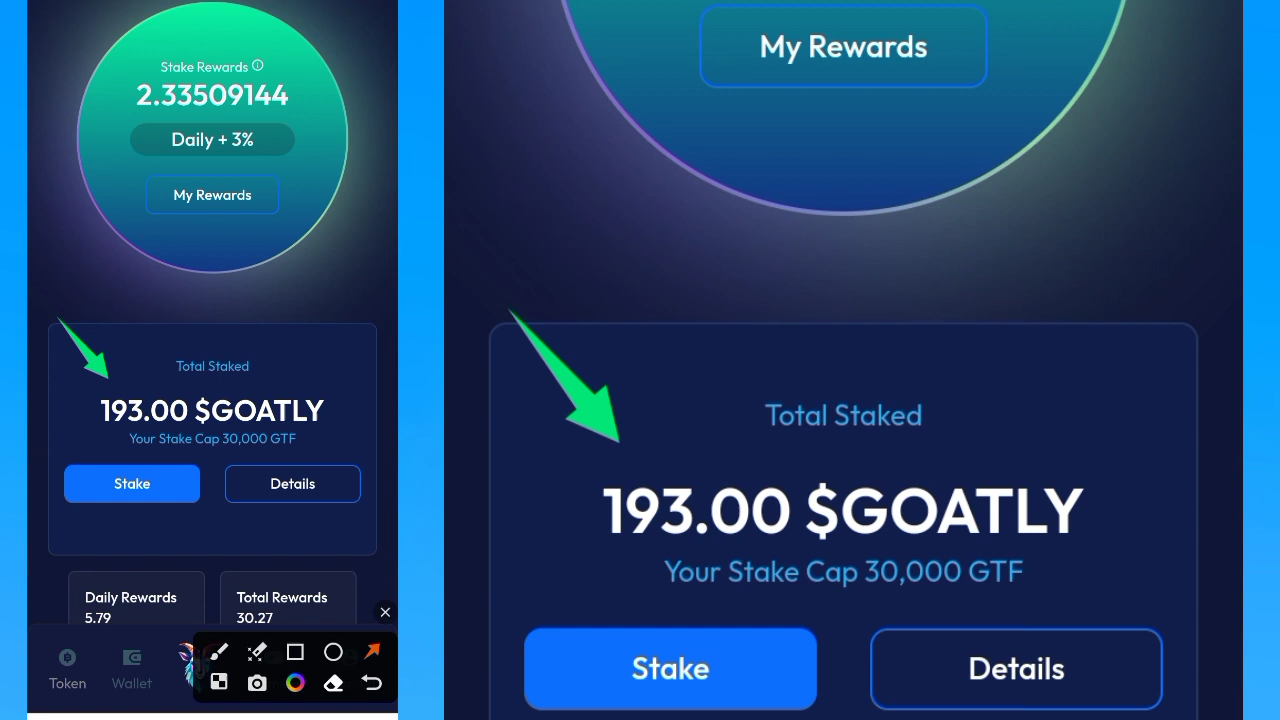 Stake Rewards
2.33509144
Daily + 3%
My Rewards
Total Staked
193.00 $GOATLY
Your Stake Cap 30,000 GTF
Stake
Details
Daily Rewards
5.79
Total Rewards
30.27
Token
Wallet
My Rewards
Total Staked
193.00 $GOATLY
Your Stake Cap 30,000 GTF
Stake
Details